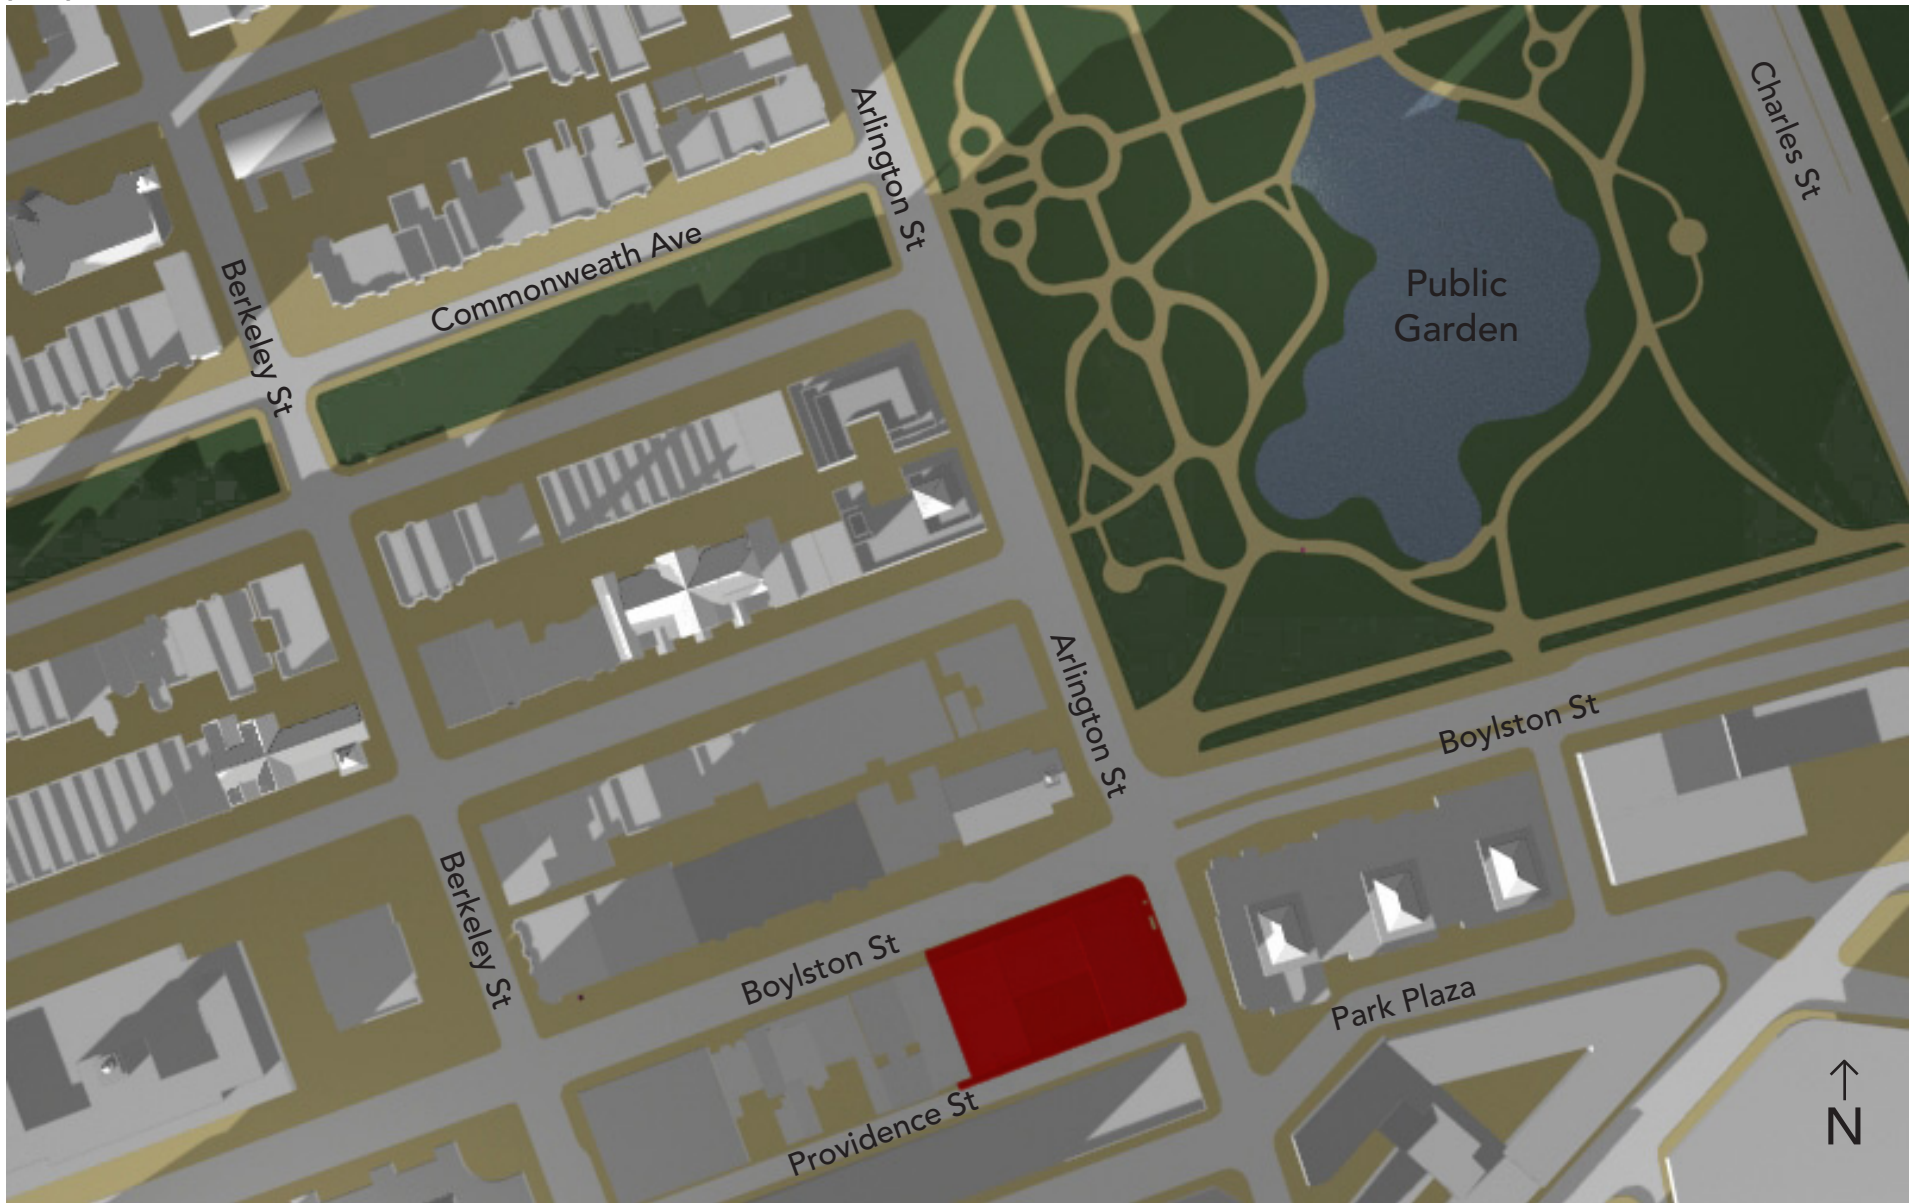 Arlington St
Charles St
Commonweath Ave
Berkeley St
Public
Garden
Arlington St
Boylston St
Berkeley St
Boylston St
Park Plaza
Providence St
N